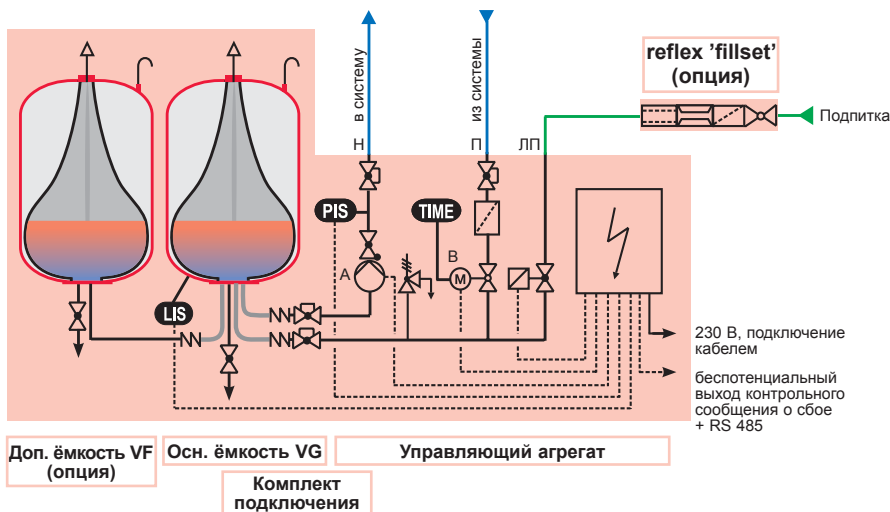 reflex 'fillset'
(опция)
в систему
из системы
Подпитка
Н
П
ЛП
PIS
TIME
А
В
M
LIS
230 В, подключение
кабелем
беспотенциальный
выход контрольного
сообщения о сбое
+ RS 485
Доп. ёмкость VF
(опция)
Осн. ёмкость VG
Управляющий агрегат
Комплект
подключения